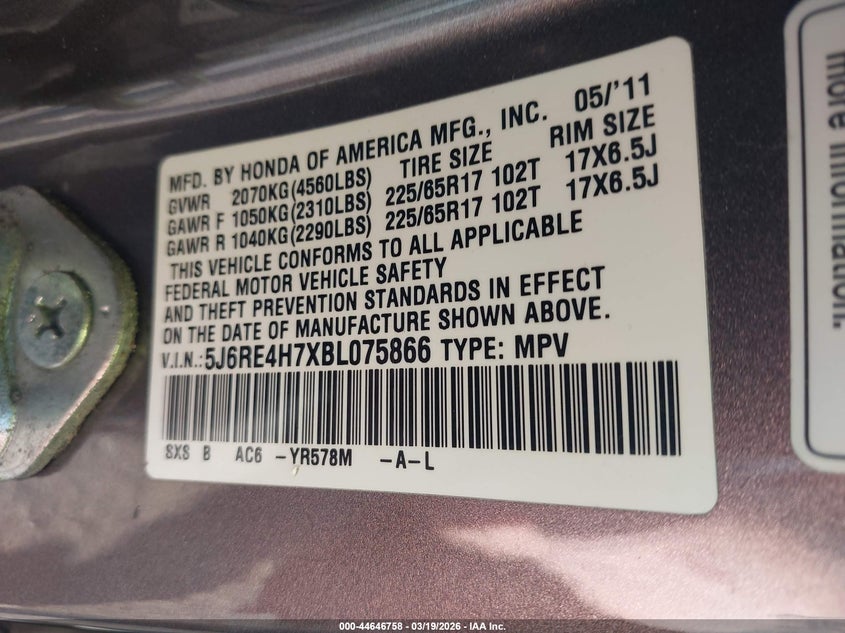 MFD. BY HONDA OF AMERICA MFG., INC. 05/'11
GVWR 2070KG(4560LBS) TIRE SIZE RIM SIZE
GAWR F 1050KG(2310LBS) 225/65R17 102T 17X6.5J
GAWR R 1040KG(2290LBS) 225/65R17 102T 17X6.5J
THIS VEHICLE CONFORMS TO ALL APPLICABLE
FEDERAL MOTOR VEHICLE SAFETY
AND THEFT PREVENTION STANDARDS IN EFFECT
ON THE DATE OF MANUFACTURE SHOWN ABOVE.
V.I.N.:5J6RE4H7XBL075866 TYPE: MPV
SXS B AC6 -YR578M -A-L
more information.
000-44646758 - 03/19/2026 - IAA Inc.